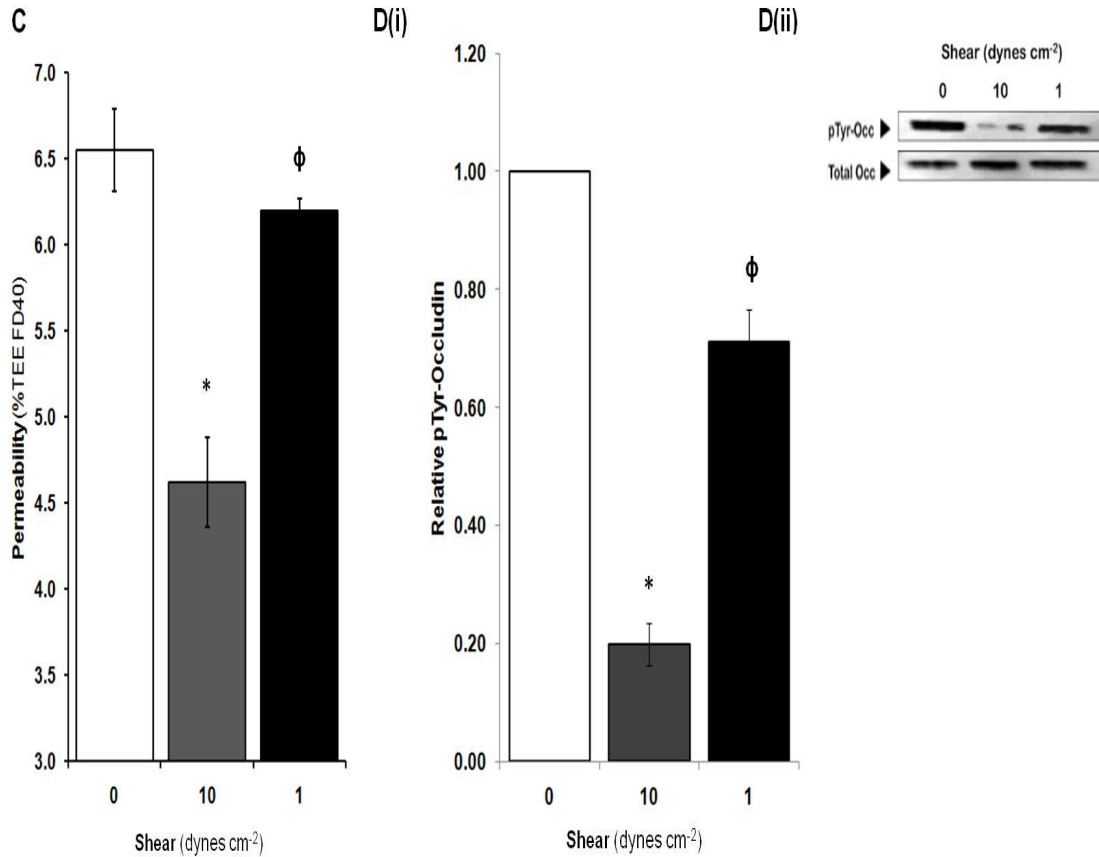 C
7.0
6.5
6.0
5.5
5.0
4.5
4.0
3.5
3.0
Permeability (%TEE FD40)
ϕ
*
0 10 1
Shear (dynes cm-2)
D(i)
1.20
1.00
0.80
0.60
0.40
0.20
0.00
Relative pTyr-Occludin
ϕ
*
0 10 1
Shear (dynes cm-2)
D(ii)
Shear (dynes cm-2)
0 10 1
pTyr-Occ
Total Occ